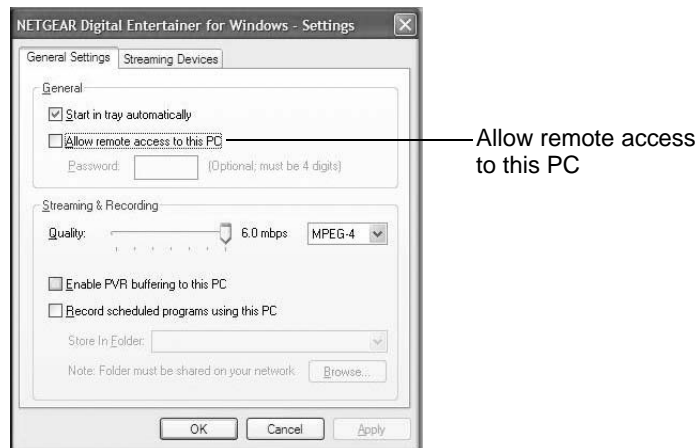 NETGEAR Digital Entertainer for Windows - Settings
General Settings
Streaming Devices
General
Start in tray automatically
Allow remote access to this PC
Password:
(Optional; must be 4 digits)
Streaming & Recording
Quality:
6.0 mbps
MPEG-4
Enable PVR buffering to this PC
Record scheduled programs using this PC
Store In Folder:
Note: Folder must be shared on your network
Browse...
OK
Cancel
Apply
Allow remote access
to this PC